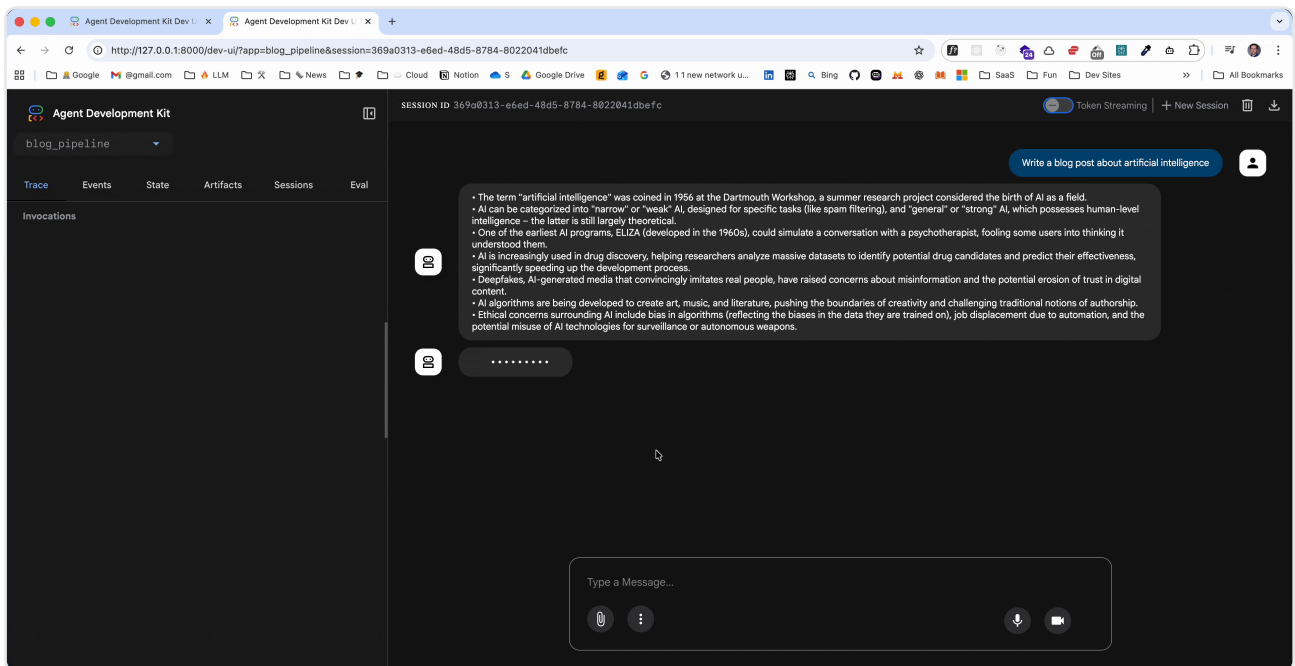 Agent Development Kit Dev U
Agent Development Kit Dev U
http://127.0.0.1:8000/dev-ui/?app=blog_pipeline&session=369a0313-e6ed-48d5-8784-8022041dbefc
24
Off
Google
@gmail.com
LLM
News
Cloud
Notion
S
Google Drive
G
1 1 new network u...
in
Bing
SaaS
Fun
Dev Sites
All Bookmarks
Agent Development Kit
SESSION ID 369a0313-e6ed-48d5-8784-8022041dbefc
Token Streaming
New Session
blog_pipeline
Trace Events State Artifacts Sessions Eval
Invocations
Write a blog post about artificial intelligence
• The term "artificial intelligence" was coined in 1956 at the Dartmouth Workshop, a summer research project considered the birth of AI as a field.
• AI can be categorized into "narrow" or "weak" AI, designed for specific tasks (like spam filtering), and "general" or "strong" AI, which possesses human-level
intelligence – the latter is still largely theoretical.
• One of the earliest AI programs, ELIZA (developed in the 1960s), could simulate a conversation with a psychotherapist, fooling some users into thinking it
understood them.
• AI is increasingly used in drug discovery, helping researchers analyze massive datasets to identify potential drug candidates and predict their effectiveness,
significantly speeding up the development process.
• Deepfakes, AI-generated media that convincingly imitates real people, have raised concerns about misinformation and the potential erosion of trust in digital
content.
• AI algorithms are being developed to create art, music, and literature, pushing the boundaries of creativity and challenging traditional notions of authorship.
• Ethical concerns surrounding AI include bias in algorithms (reflecting the biases in the data they are trained on), job displacement due to automation, and the
potential misuse of AI technologies for surveillance or autonomous weapons.
Type a Message...